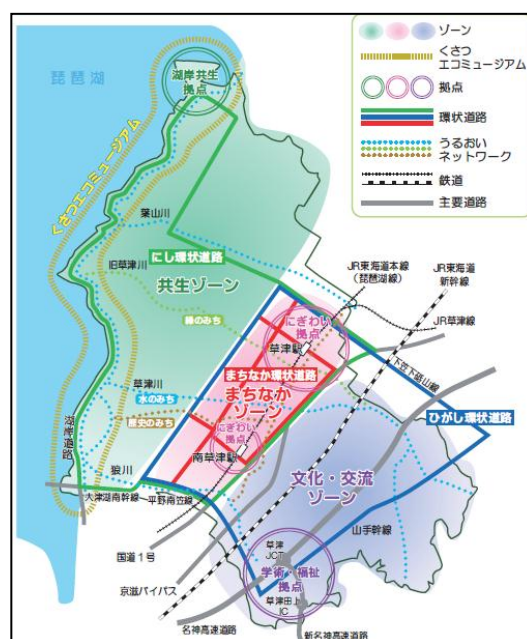 ゾーン
くさつ
エコミュージアム
拠点
環状道路
うるおい
ネットワーク
鉄道
主要道路
琵琶湖
湖岸共生
拠点
くさつエコミュージアム
葉山川
にし環状道路
旧草津川
共生ゾーン
JR東海道本線
(琵琶湖線)
JR東海道
新幹線
JR草津線
にぎわい
拠点
草津駅
緑のみち
下笠下砥山線
まちなか環状道路
まちなか
ゾーン
草津川
水のみち
歴史のみち
ひがし環状道路
にぎわい
拠点
南草津駅
湖岸道路
狼川
文化・交流
ゾーン
大津湖南幹線
平野南笠線
山手幹線
国道1号
草津
JCT
学術・福祉
拠点
草津田上
IC
京滋バイパス
名神高速道路
新名神高速道路